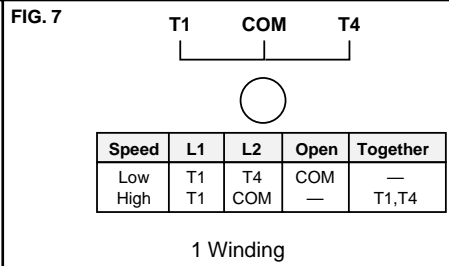 FIG. 7
T1 COM T4
Speed L1 L2 Open Together
Low T1 T4 COM —
High T1 COM — T1,T4
1 Winding